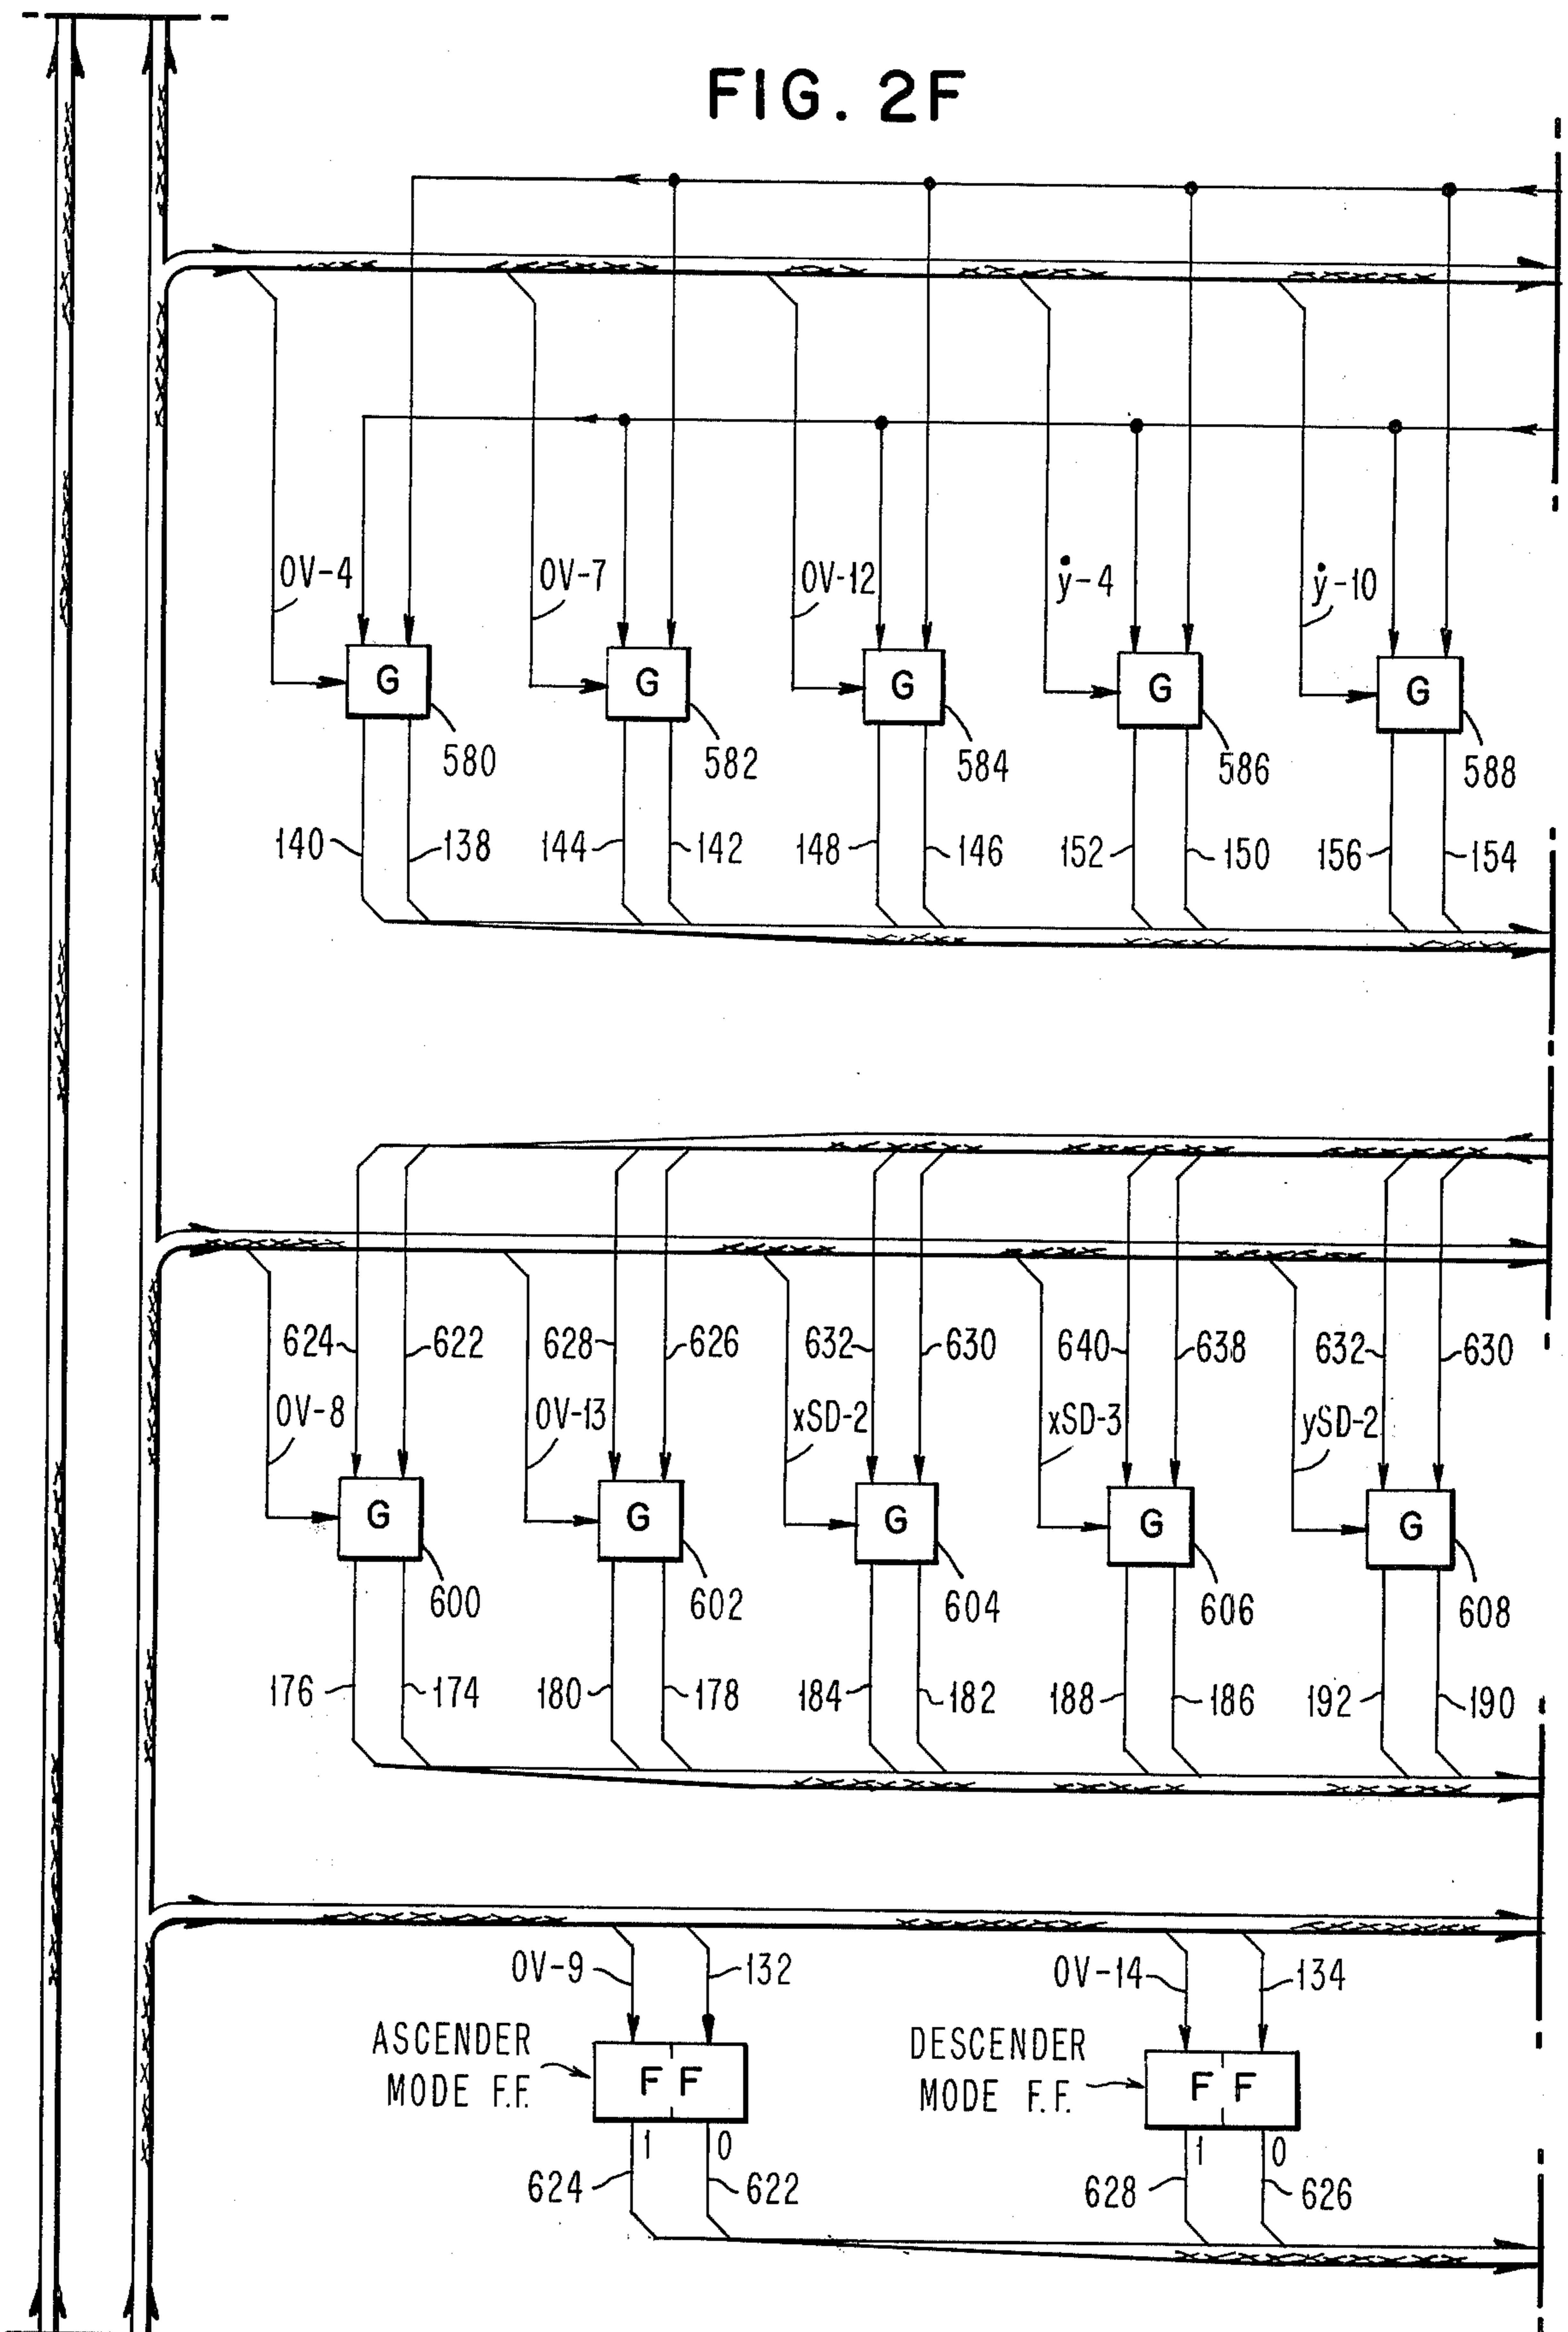 FIG. 2F
OV-4 OV-7 OV-12 ẏ-4 ẏ-10
G G G G G
580 582 584 586 588
140 138 144 142 148 146 152 150 156 154
624 622 628 626 632 630 640 638 632 630
OV-8 OV-13 xSD-2 xSD-3 ySD-2
G G G G G
600 602 604 606 608
176 174 180 178 184 182 188 186 192 190
OV-9 132 OV-14 134
ASCENDER
MODE F.F.
FF
DESCENDER
MODE F.F.
FF
1 0 1 0
624 622 628 626